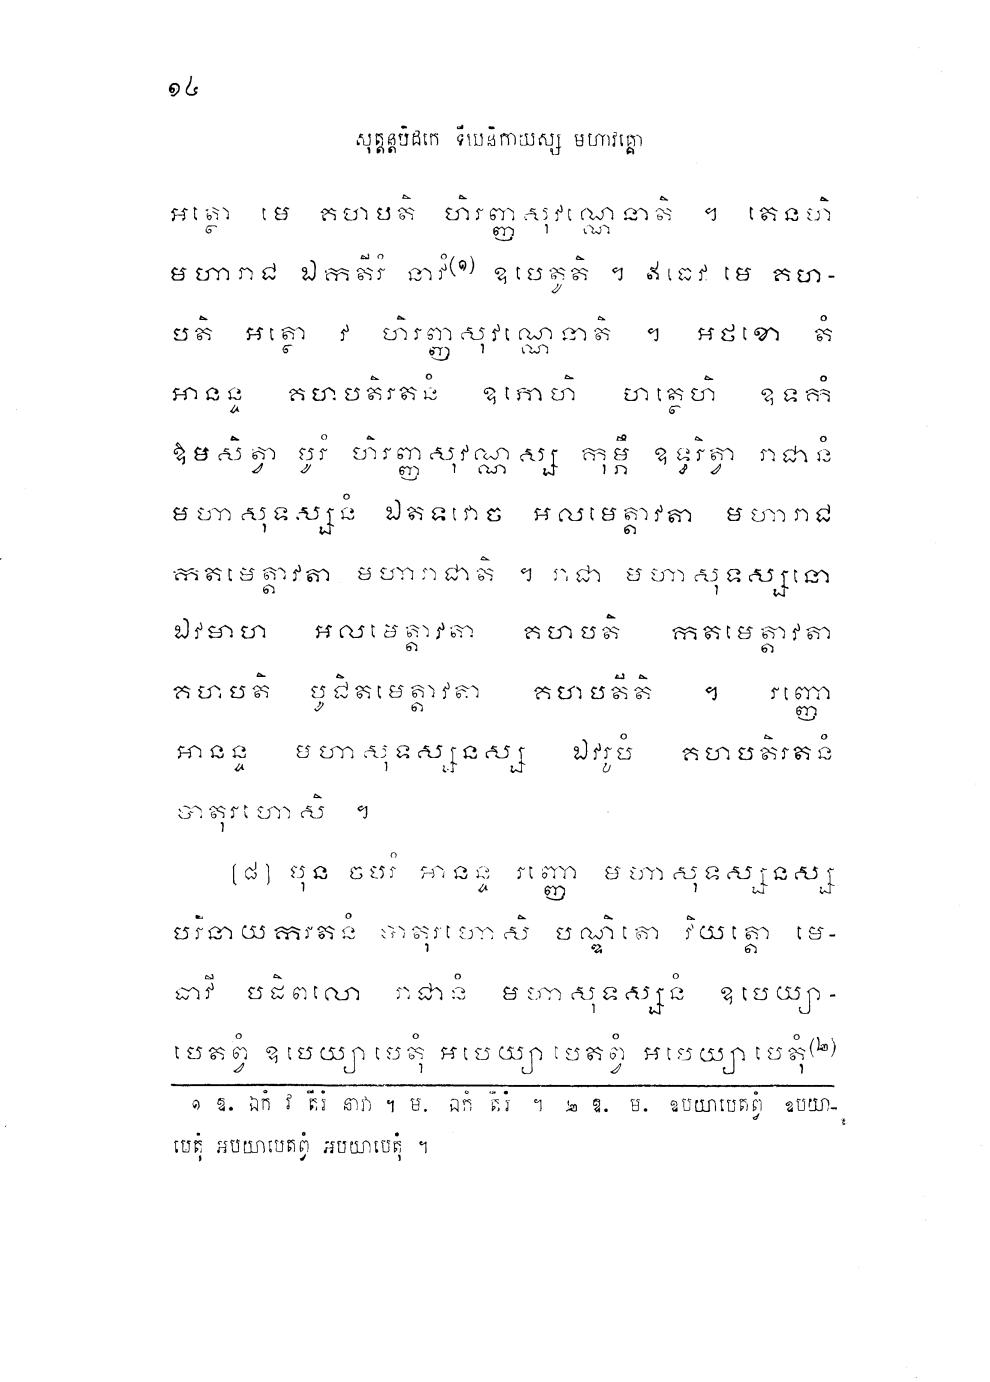 ១៤
សុត្តន្តបិដកេ ទីឃនិកាយស្ស មហាវគ្គោ
អត្ថោ មេ គហបតិ ហិរញ្ញសុវណ្ណេនាតិ ។ តេនហិ
មហារាជ ឯកតីរំ នាវំ(១) ឧបេតូតិ ។ ឥធេវ មេ គហ-
បតិ អត្ថោ វ ហិរញ្ញសុវណ្ណេនាតិ ។ អថខោ តំ
អានន្ទ គហបតិរតនំ ឧភោហិ ហត្ថេហិ ឧទកំ
ឱមសិត្វា បូរំ ហិរញ្ញសុវណ្ណស្ស កុម្ភឹ ឧទ្ធរិត្វា រាជានំ
មហាសុទស្សនំ ឯតទវោច អលមេត្តាវតា មហារាជ
កតមេត្តាវតា មហារាជាតិ ។ រាជា មហាសុទស្សនោ
ឯវមាហ អលមេត្តាវតា គហបតិ កតមេត្តាវតា
គហបតិ បូជិតមេត្តាវតា គហបតីតិ ។ រញ្ញោ
អានន្ទ មហាសុទស្សនស្ស ឯវរូបំ គហបតិរតនំ
បាតុរហោសិ ។
[៨] បុន ចបរំ អានន្ទ រញ្ញោ មហាសុទស្សនស្ស
បរិនាយករតនំ បាតុរហោសិ បណ្ឌិតោ វិយត្តោ មេ-
ធាវី បដិពលោ រាជានំ មហាសុទស្សនំ ឧបេយ្យា-
បេតព្វំ ឧបេយ្យាបេតុំ អបេយ្យាបេតព្វំ អបេយ្យាបេតុំ(២)
១ ឱ. ឯកំ វ តីរំ នាវា ។ ម. ឯកំ តីរំ ។ ២ ឱ. ម. ឧបយាបេតព្វំ ឧបយា-
បេតុំ អបយាបេតព្វំ អបយាបេតុំ ។